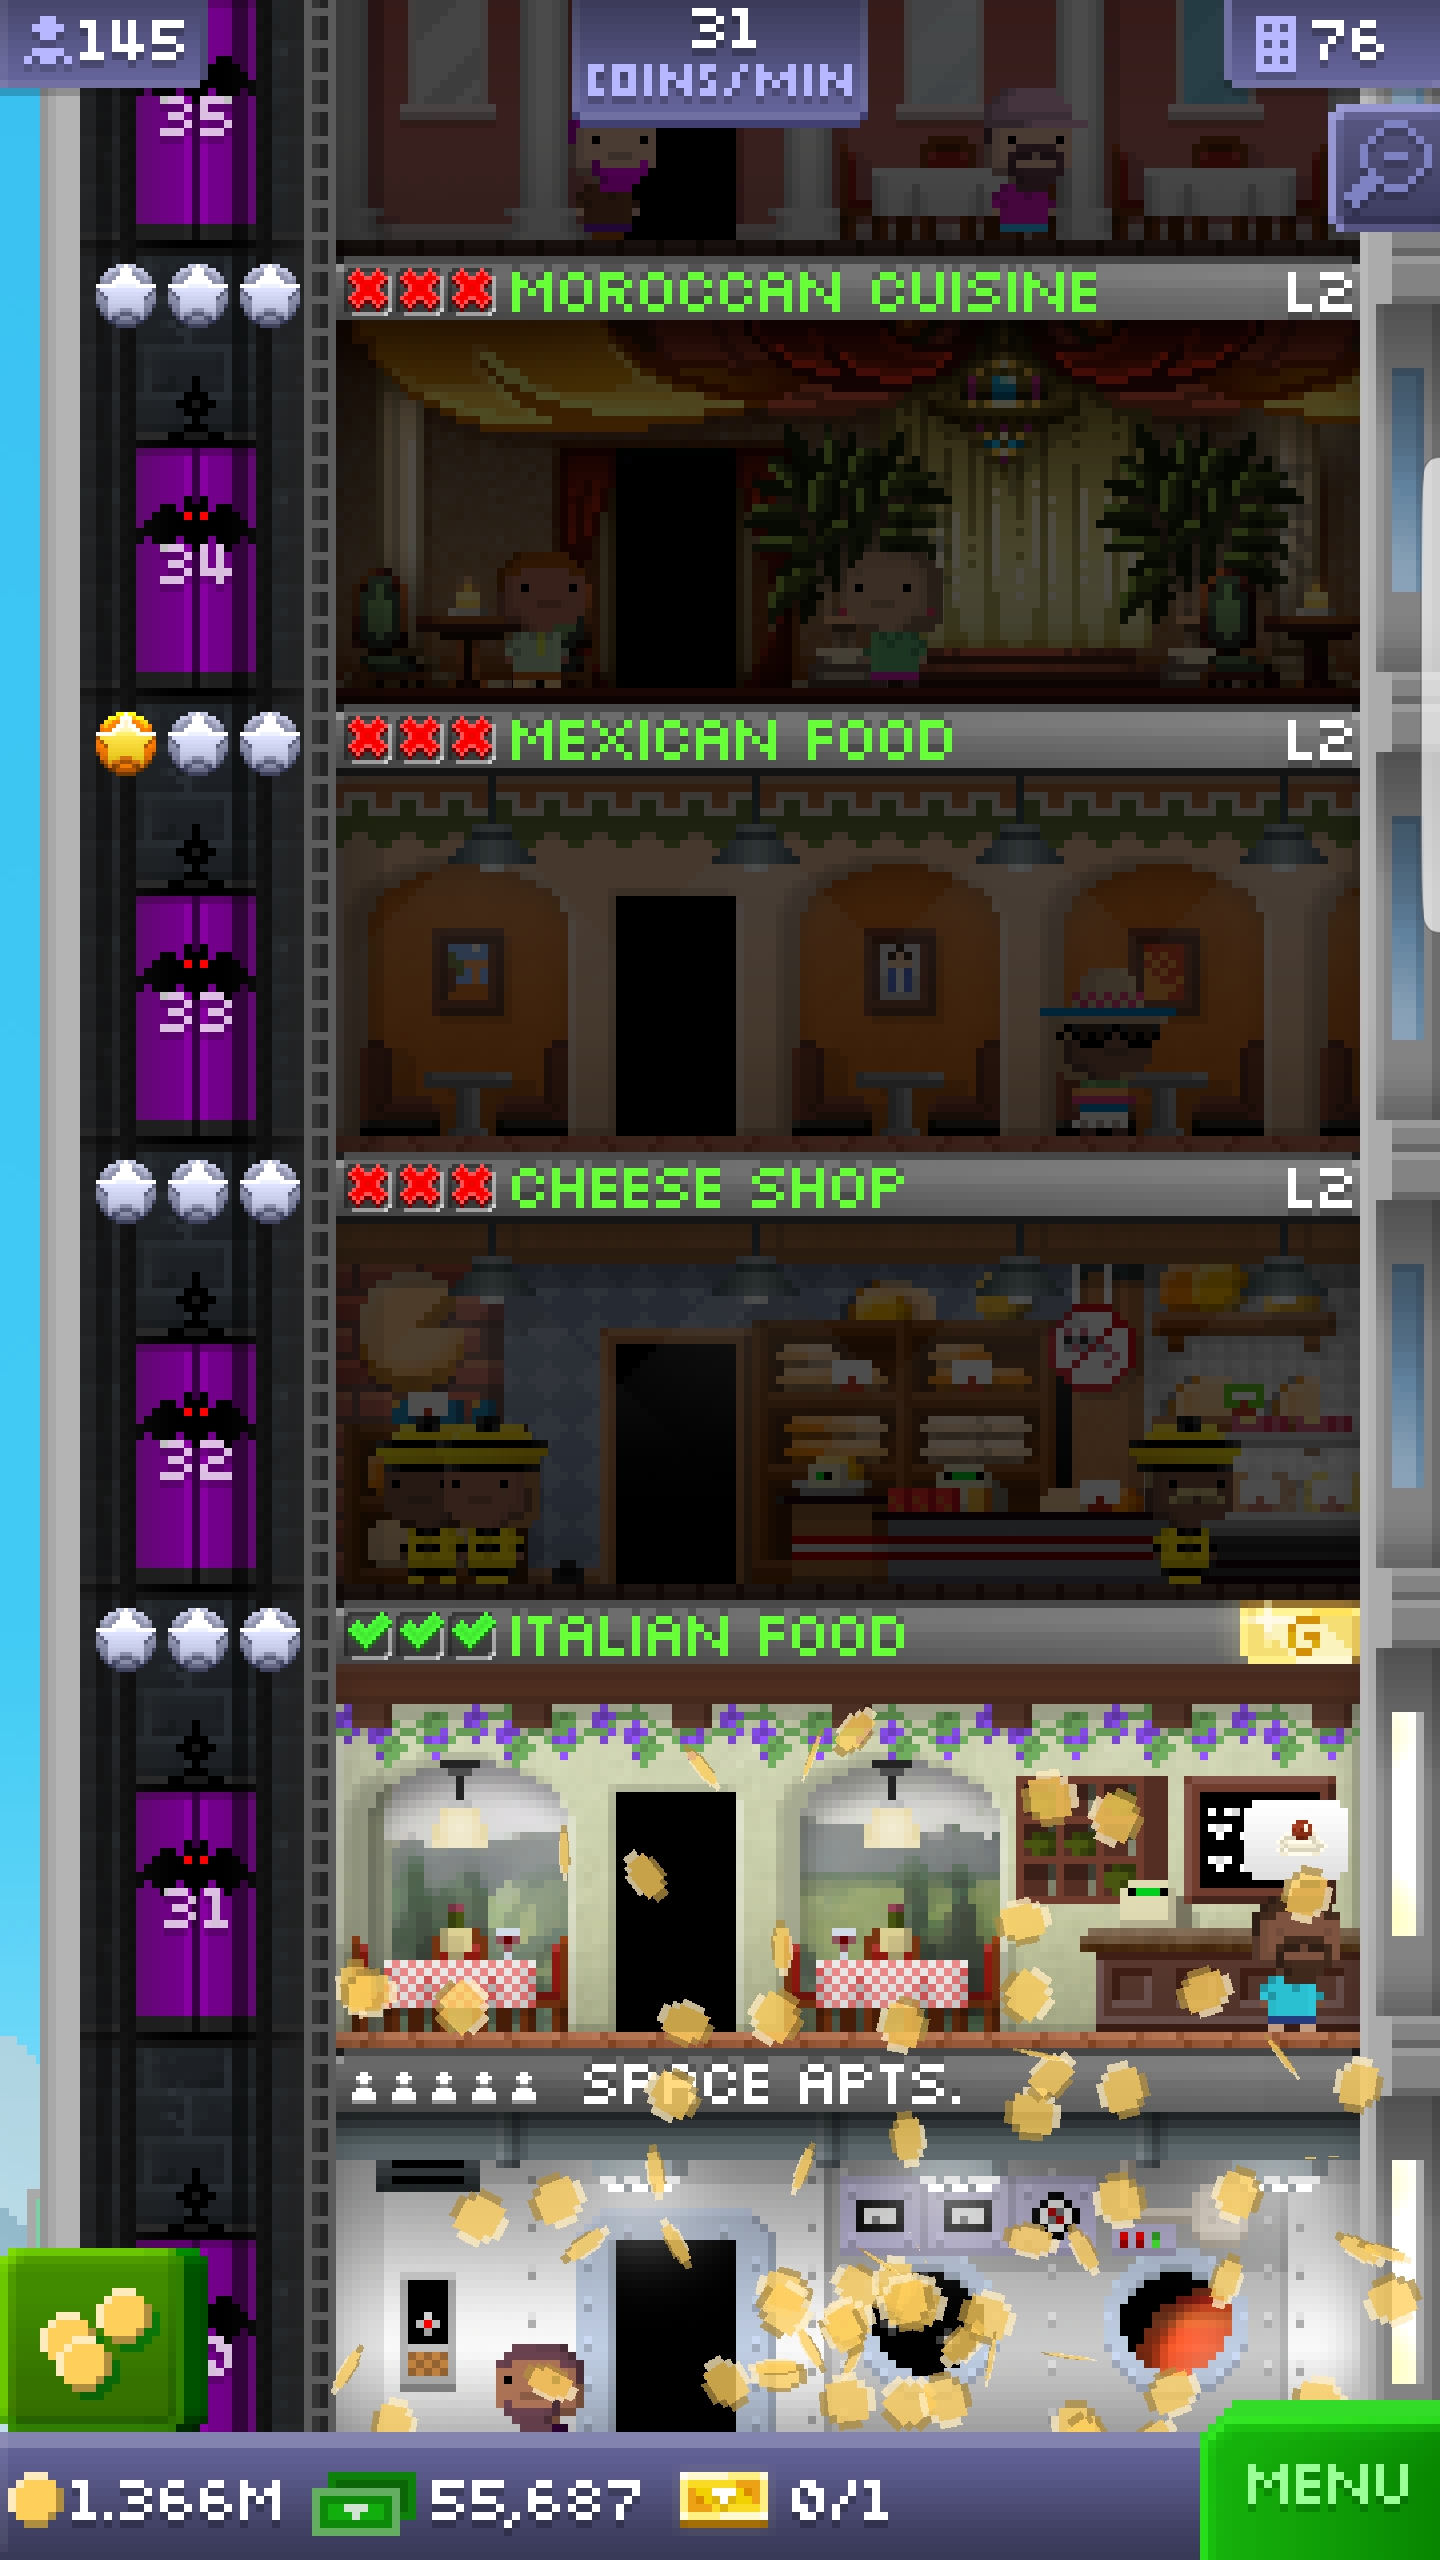 145
31
COINS/MIN
76
35
MOROCCAN CUISINE L2
34
MEXICAN FOOD L2
33
CHEESE SHOP L2
32
ITALIAN FOOD G
31
SPACE APTS.
1.366M 55,687 0/1
MENU